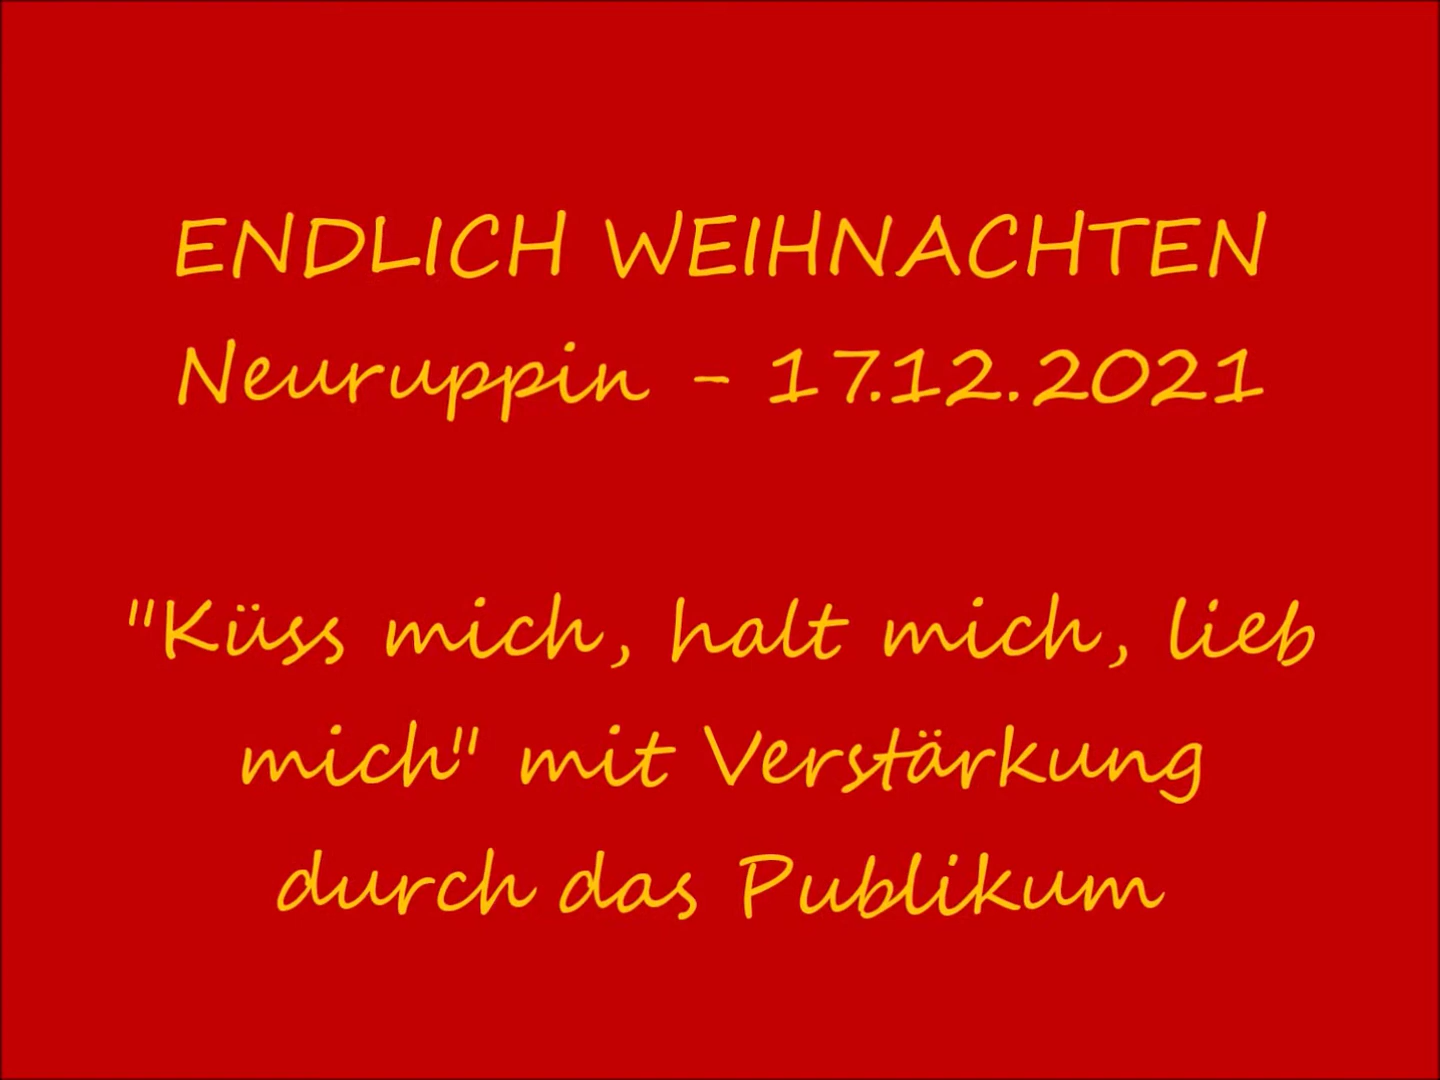 ENDLICH WEIHNACHTEN
Neuruppin - 17.12.2021
"Küss mich, halt mich, lieb
mich" mit Verstärkung
durch das Publikum